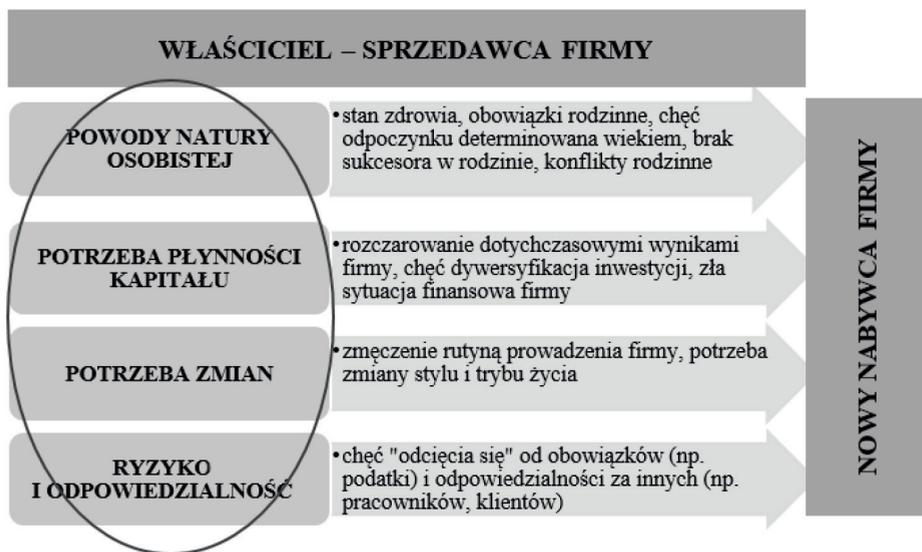 WŁAŚCICIEL – SPRZEDAWCA FIRMY
POWODY NATURY
OSOBISTEJ
•stan zdrowia, obowiązki rodzinne, chęć
odpoczynku determinowana wiekiem, brak
sukcesora w rodzinie, konflikty rodzinne
POTRZEBA PŁYNNOŚCI
KAPITAŁU
•rozczarowanie dotychczasowymi wynikami
firmy, chęć dywersyfikacja inwestycji, zła
sytuacja finansowa firmy
POTRZEBA ZMIAN
•zmęczenie rutyną prowadzenia firmy, potrzeba
zmiany stylu i trybu życia
RYZYKO
I ODPOWIEDZIALNOŚĆ
•chęć "odcięcia się" od obowiązków (np.
podatki) i odpowiedzialności za innych (np.
pracowników, klientów)
NOWY NABYWCA FIRMY